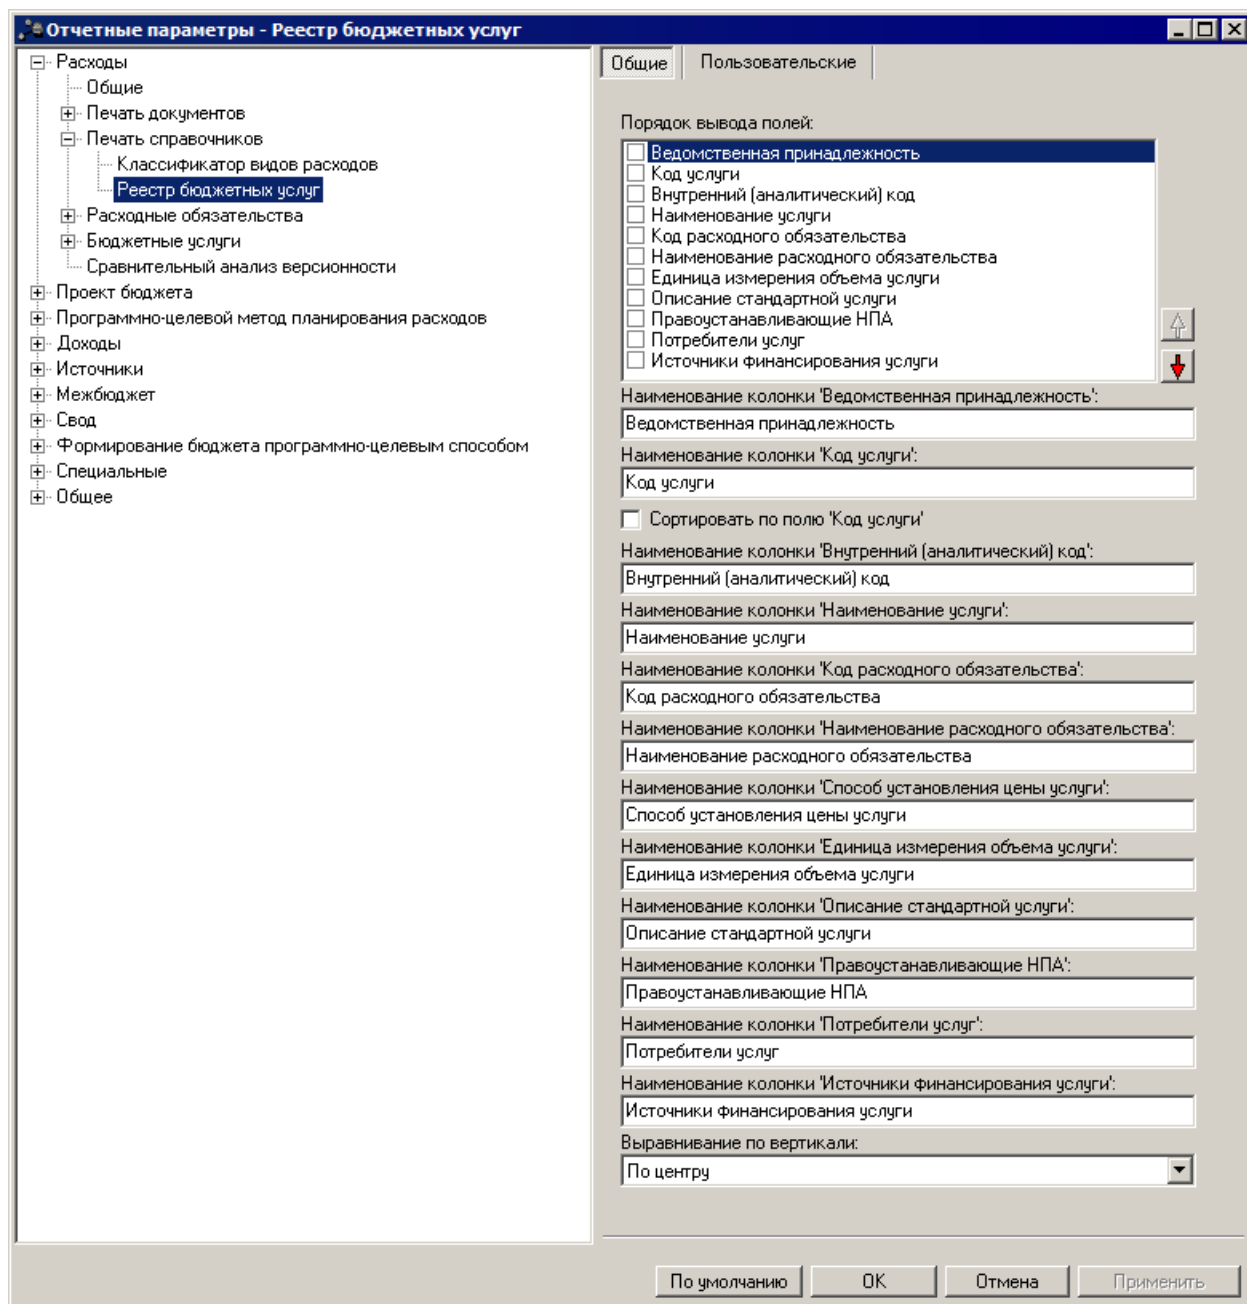 Отчетные параметры - Реестр бюджетных услуг
Расходы
Общие
Печать документов
Печать справочников
Классификатор видов расходов
Реестр бюджетных услуг
Расходные обязательства
Бюджетные услуги
Сравнительный анализ версионности
Проект бюджета
Программно-целевой метод планирования расходов
Доходы
Источники
Межбюджет
Свод
Формирование бюджета программно-целевым способом
Специальные
Общее
Общие
Пользовательские
Порядок вывода полей:
Ведомственная принадлежность
Код услуги
Внутренний (аналитический) код
Наименование услуги
Код расходного обязательства
Наименование расходного обязательства
Единица измерения объема услуги
Описание стандартной услуги
Правоустанавливающие НПА
Потребители услуг
Источники финансирования услуги
Наименование колонки 'Ведомственная принадлежность':
Ведомственная принадлежность
Наименование колонки 'Код услуги':
Код услуги
Сортировать по полю 'Код услуги'
Наименование колонки 'Внутренний (аналитический) код':
Внутренний (аналитический) код
Наименование колонки 'Наименование услуги':
Наименование услуги
Наименование колонки 'Код расходного обязательства':
Код расходного обязательства
Наименование колонки 'Наименование расходного обязательства':
Наименование расходного обязательства
Наименование колонки 'Способ установления цены услуги':
Способ установления цены услуги
Наименование колонки 'Единица измерения объема услуги':
Единица измерения объема услуги
Наименование колонки 'Описание стандартной услуги':
Описание стандартной услуги
Наименование колонки 'Правоустанавливающие НПА':
Правоустанавливающие НПА
Наименование колонки 'Потребители услуг':
Потребители услуг
Наименование колонки 'Источники финансирования услуги':
Источники финансирования услуги
Выравнивание по вертикали:
По центру
По умолчанию
OK
Отмена
Применить